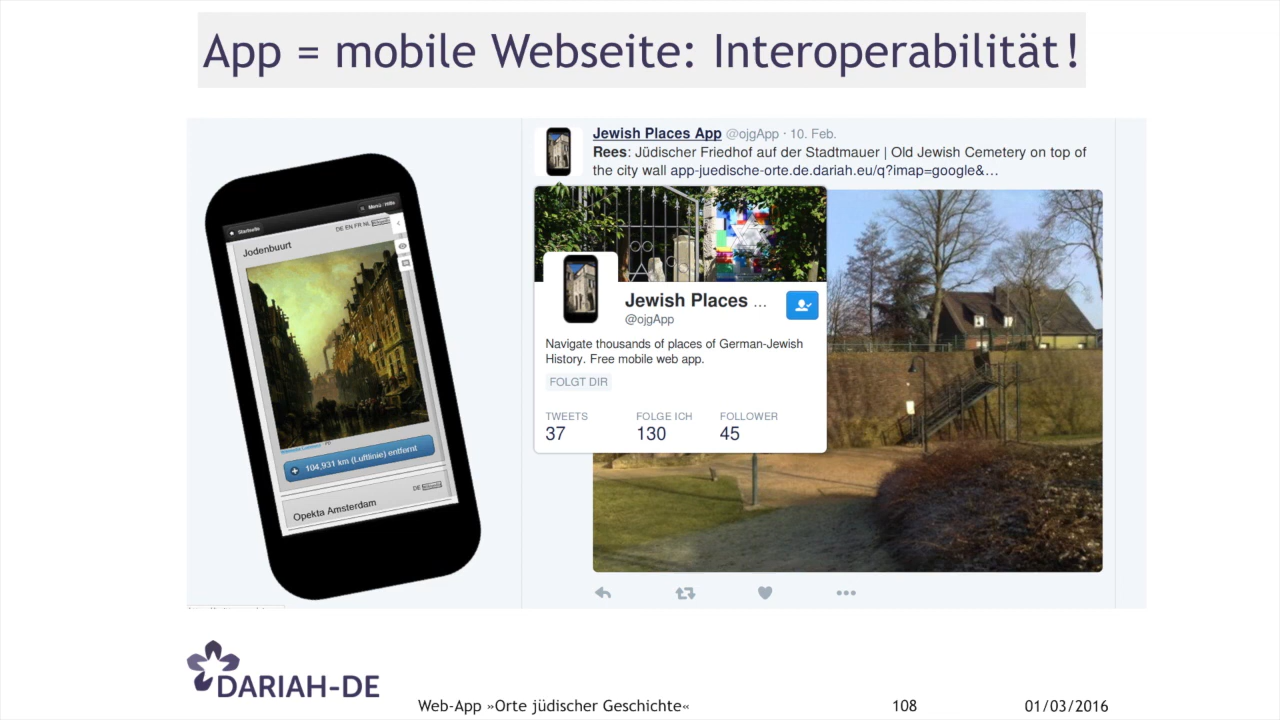 App = mobile Webseite: Interoperabilität!
Jewish Places App @ojgApp · 10. Feb.
Rees: Jüdischer Friedhof auf der Stadtmauer | Old Jewish Cemetery on top of
the city wall app-juedische-orte.de.dariah.eu/q?imap=google&…
Startseite
Menü / Hilfe
DE EN FR NL
Jodenbuurt
104,931 km (Luftlinie) entfernt
DE
Opekta Amsterdam
Jewish Places ...
@ojgApp
Navigate thousands of places of German-Jewish
History. Free mobile web app.
FOLGT DIR
TWEETS FOLGE ICH FOLLOWER
37 130 45
DARIAH-DE
Web-App »Orte jüdischer Geschichte« 108 01/03/2016